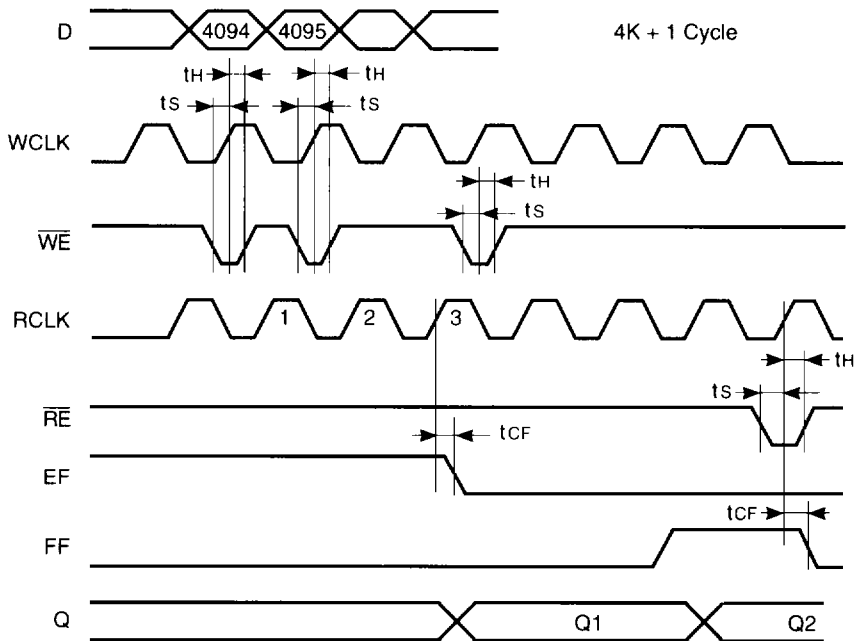 D 4094 4095 4K + 1 Cycle
tH tH
tS tS
WCLK
tH
tS
WE
RCLK 1 2 3
tH
tS
RE
tCF
EF
tCF
FF
Q Q1 Q2